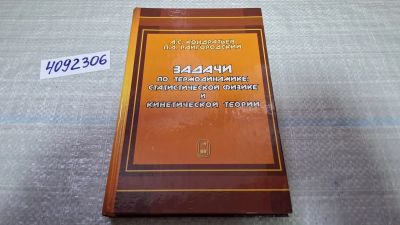 4092306
А.С. КОНДРАТЬЕВ
П.А. РАЙГОРОДСКИЙ
ЗАДАЧИ
ПО ТЕРМОДИНАМИКЕ,
СТАТИСТИЧЕСКОЙ ФИЗИКЕ
И
КИНЕТИЧЕСКОЙ ТЕОРИИ